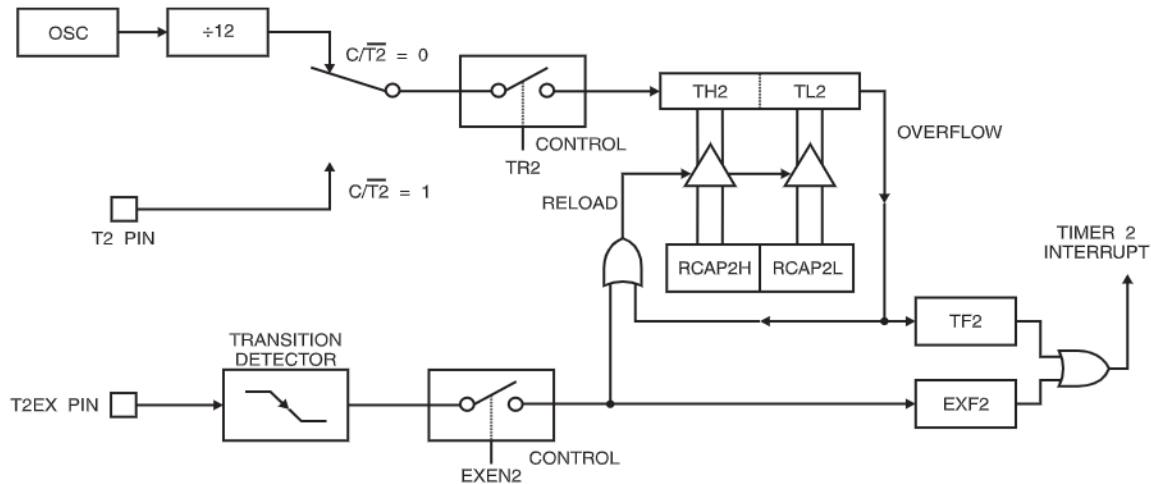 OSC
÷12
C/T2 = 0
TH2
TL2
OVERFLOW
CONTROL
TR2
C/T2 = 1
T2 PIN
RELOAD
RCAP2H
RCAP2L
TIMER 2
INTERRUPT
TF2
TRANSITION
DETECTOR
T2EX PIN
EXF2
CONTROL
EXEN2